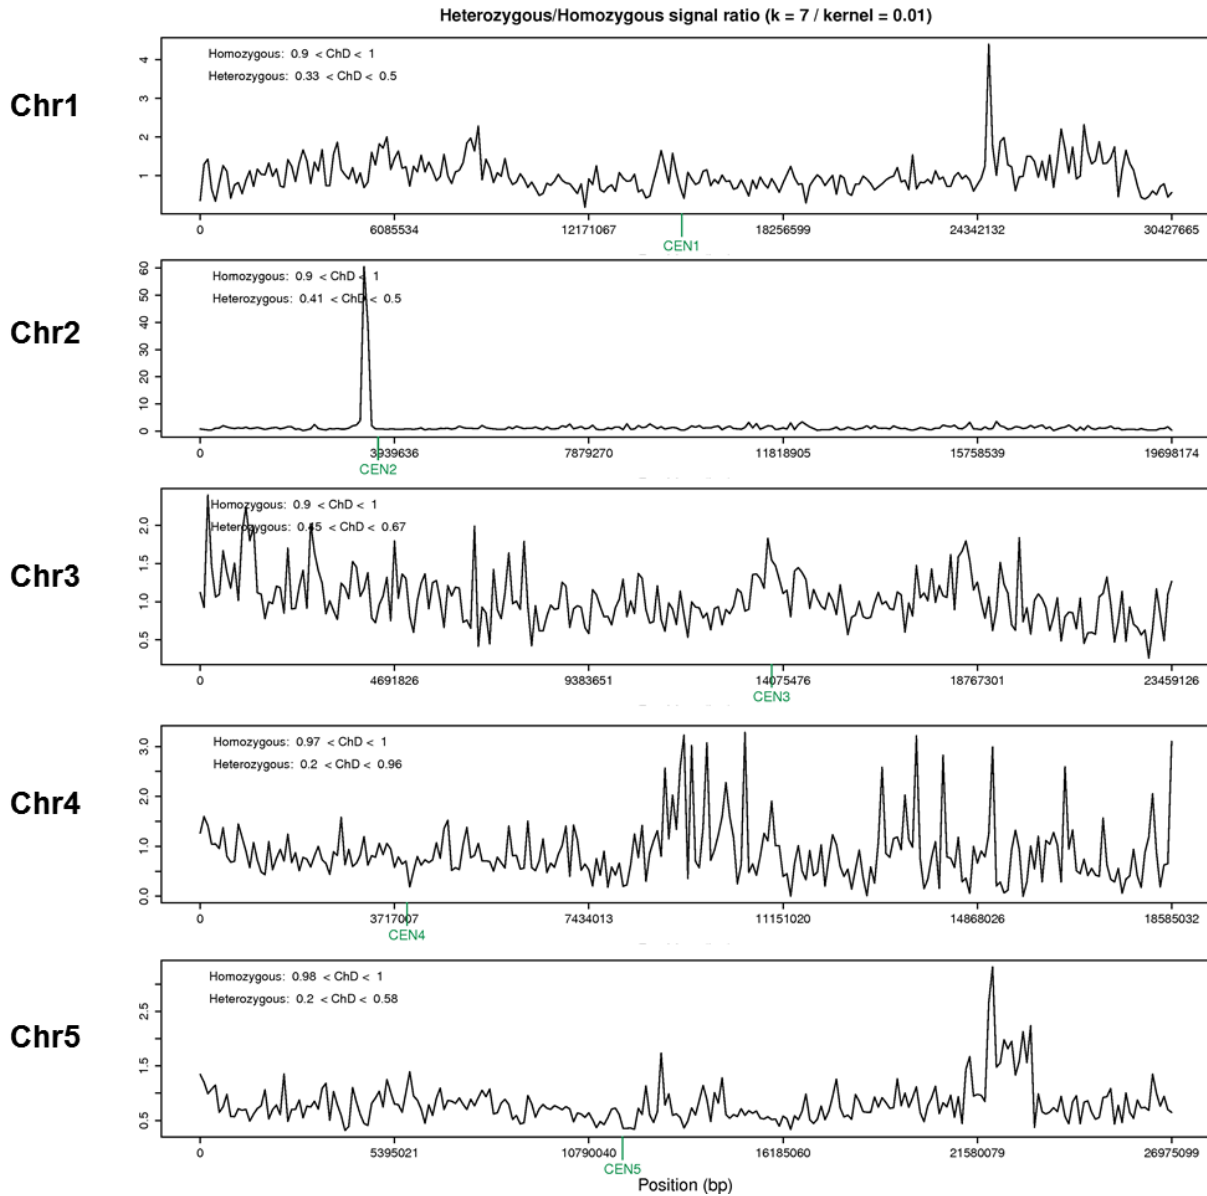 Heterozygous/Homozygous signal ratio (k = 7 / kernel = 0.01)
Chr1
Homozygous: 0.9 < ChD < 1
Heterozygous: 0.33 < ChD < 0.5
4
3
2
1
0 6085534 12171067 18256599 24342132 30427665
CEN1
Chr2
Homozygous: 0.9 < ChD < 1
Heterozygous: 0.41 < ChD < 0.5
60
50
40
30
20
10
0
0 3939636 7879270 11818905 15758539 19698174
CEN2
Chr3
Homozygous: 0.9 < ChD < 1
Heterozygous: 0.45 < ChD < 0.67
2.0
1.5
1.0
0.5
0 4691826 9383651 14075476 18767301 23459126
CEN3
Chr4
Homozygous: 0.97 < ChD < 1
Heterozygous: 0.2 < ChD < 0.96
3.0
2.0
1.0
0.0
0 3717007 7434013 11151020 14868026 18585032
CEN4
Chr5
Homozygous: 0.98 < ChD < 1
Heterozygous: 0.2 < ChD < 0.58
2.5
1.5
0.5
0 5395021 10790040 16185060 21580079 26975099
CEN5
Position (bp)